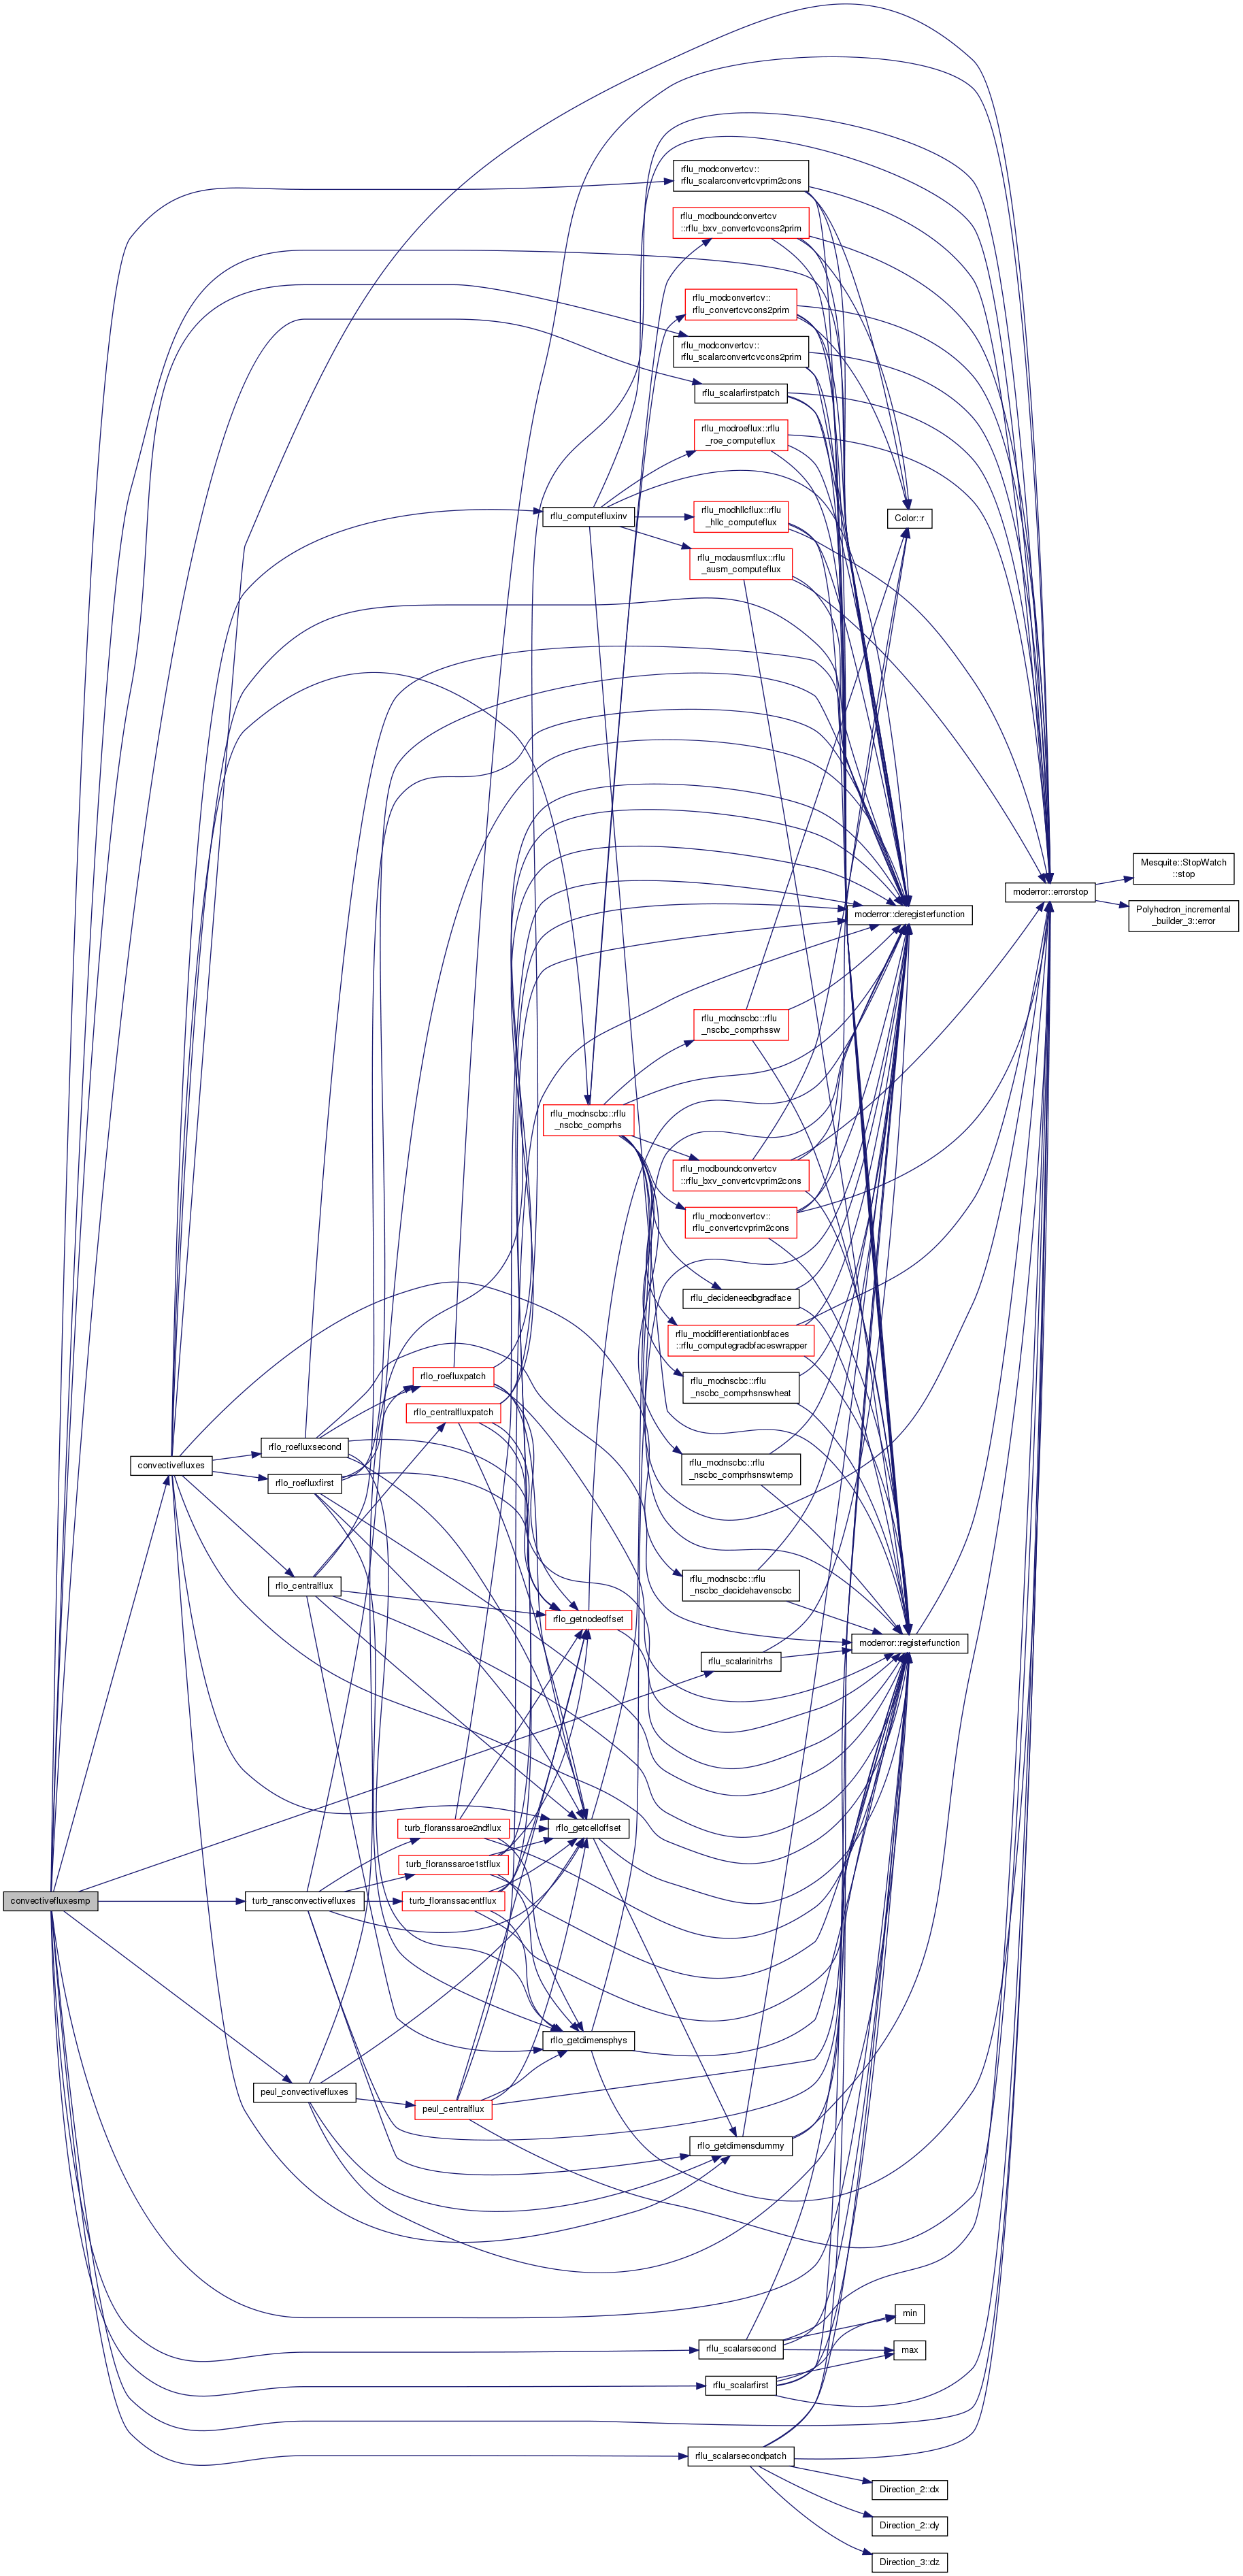 rflu_modconvertcv::
rflu_scalarconvertcvprim2cons
rflu_modboundconvertcv
::rflu_bxv_convertcvcons2prim
rflu_modconvertcv::
rflu_convertcvcons2prim
rflu_modconvertcv::
rflu_scalarconvertcvcons2prim
rflu_scalarfirstpatch
rflu_modroeflux::rflu
_roe_computeflux
rflu_computefluxinv
rflu_modhllcflux::rflu
_hllc_computeflux
Color::r
rflu_modausmflux::rflu
_ausm_computeflux
Mesquite::StopWatch
::stop
moderror::errorstop
Polyhedron_incremental
_builder_3::error
moderror::deregisterfunction
rflu_modnscbc::rflu
_nscbc_comprhssw
rflu_modnscbc::rflu
_nscbc_comprhs
rflu_modboundconvertcv
::rflu_bxv_convertcvprim2cons
rflu_modconvertcv::
rflu_convertcvprim2cons
rflu_decideneedbgradface
rflu_moddifferentiationbfaces
::rflu_computegradbfaceswrapper
rflo_roefluxpatch
rflu_modnscbc::rflu
_nscbc_comprhsnswheat
rflo_centralfluxpatch
rflo_roefluxsecond
convectivefluxes
rflu_modnscbc::rflu
_nscbc_comprhsnswtemp
rflo_roefluxfirst
rflo_centralflux
rflu_modnscbc::rflu
_nscbc_decidehavenscbc
rflo_getnodeoffset
moderror::registerfunction
rflu_scalarinitrhs
turb_floranssaroe2ndflux
rflo_getcelloffset
turb_floranssaroe1stflux
convectivefluxesmp
turb_ransconvectivefluxes
turb_floranssacentflux
rflo_getdimensphys
peul_convectivefluxes
peul_centralflux
rflo_getdimensdummy
min
rflu_scalarsecond
max
rflu_scalarfirst
rflu_scalarsecondpatch
Direction_2::dx
Direction_2::dy
Direction_3::dz